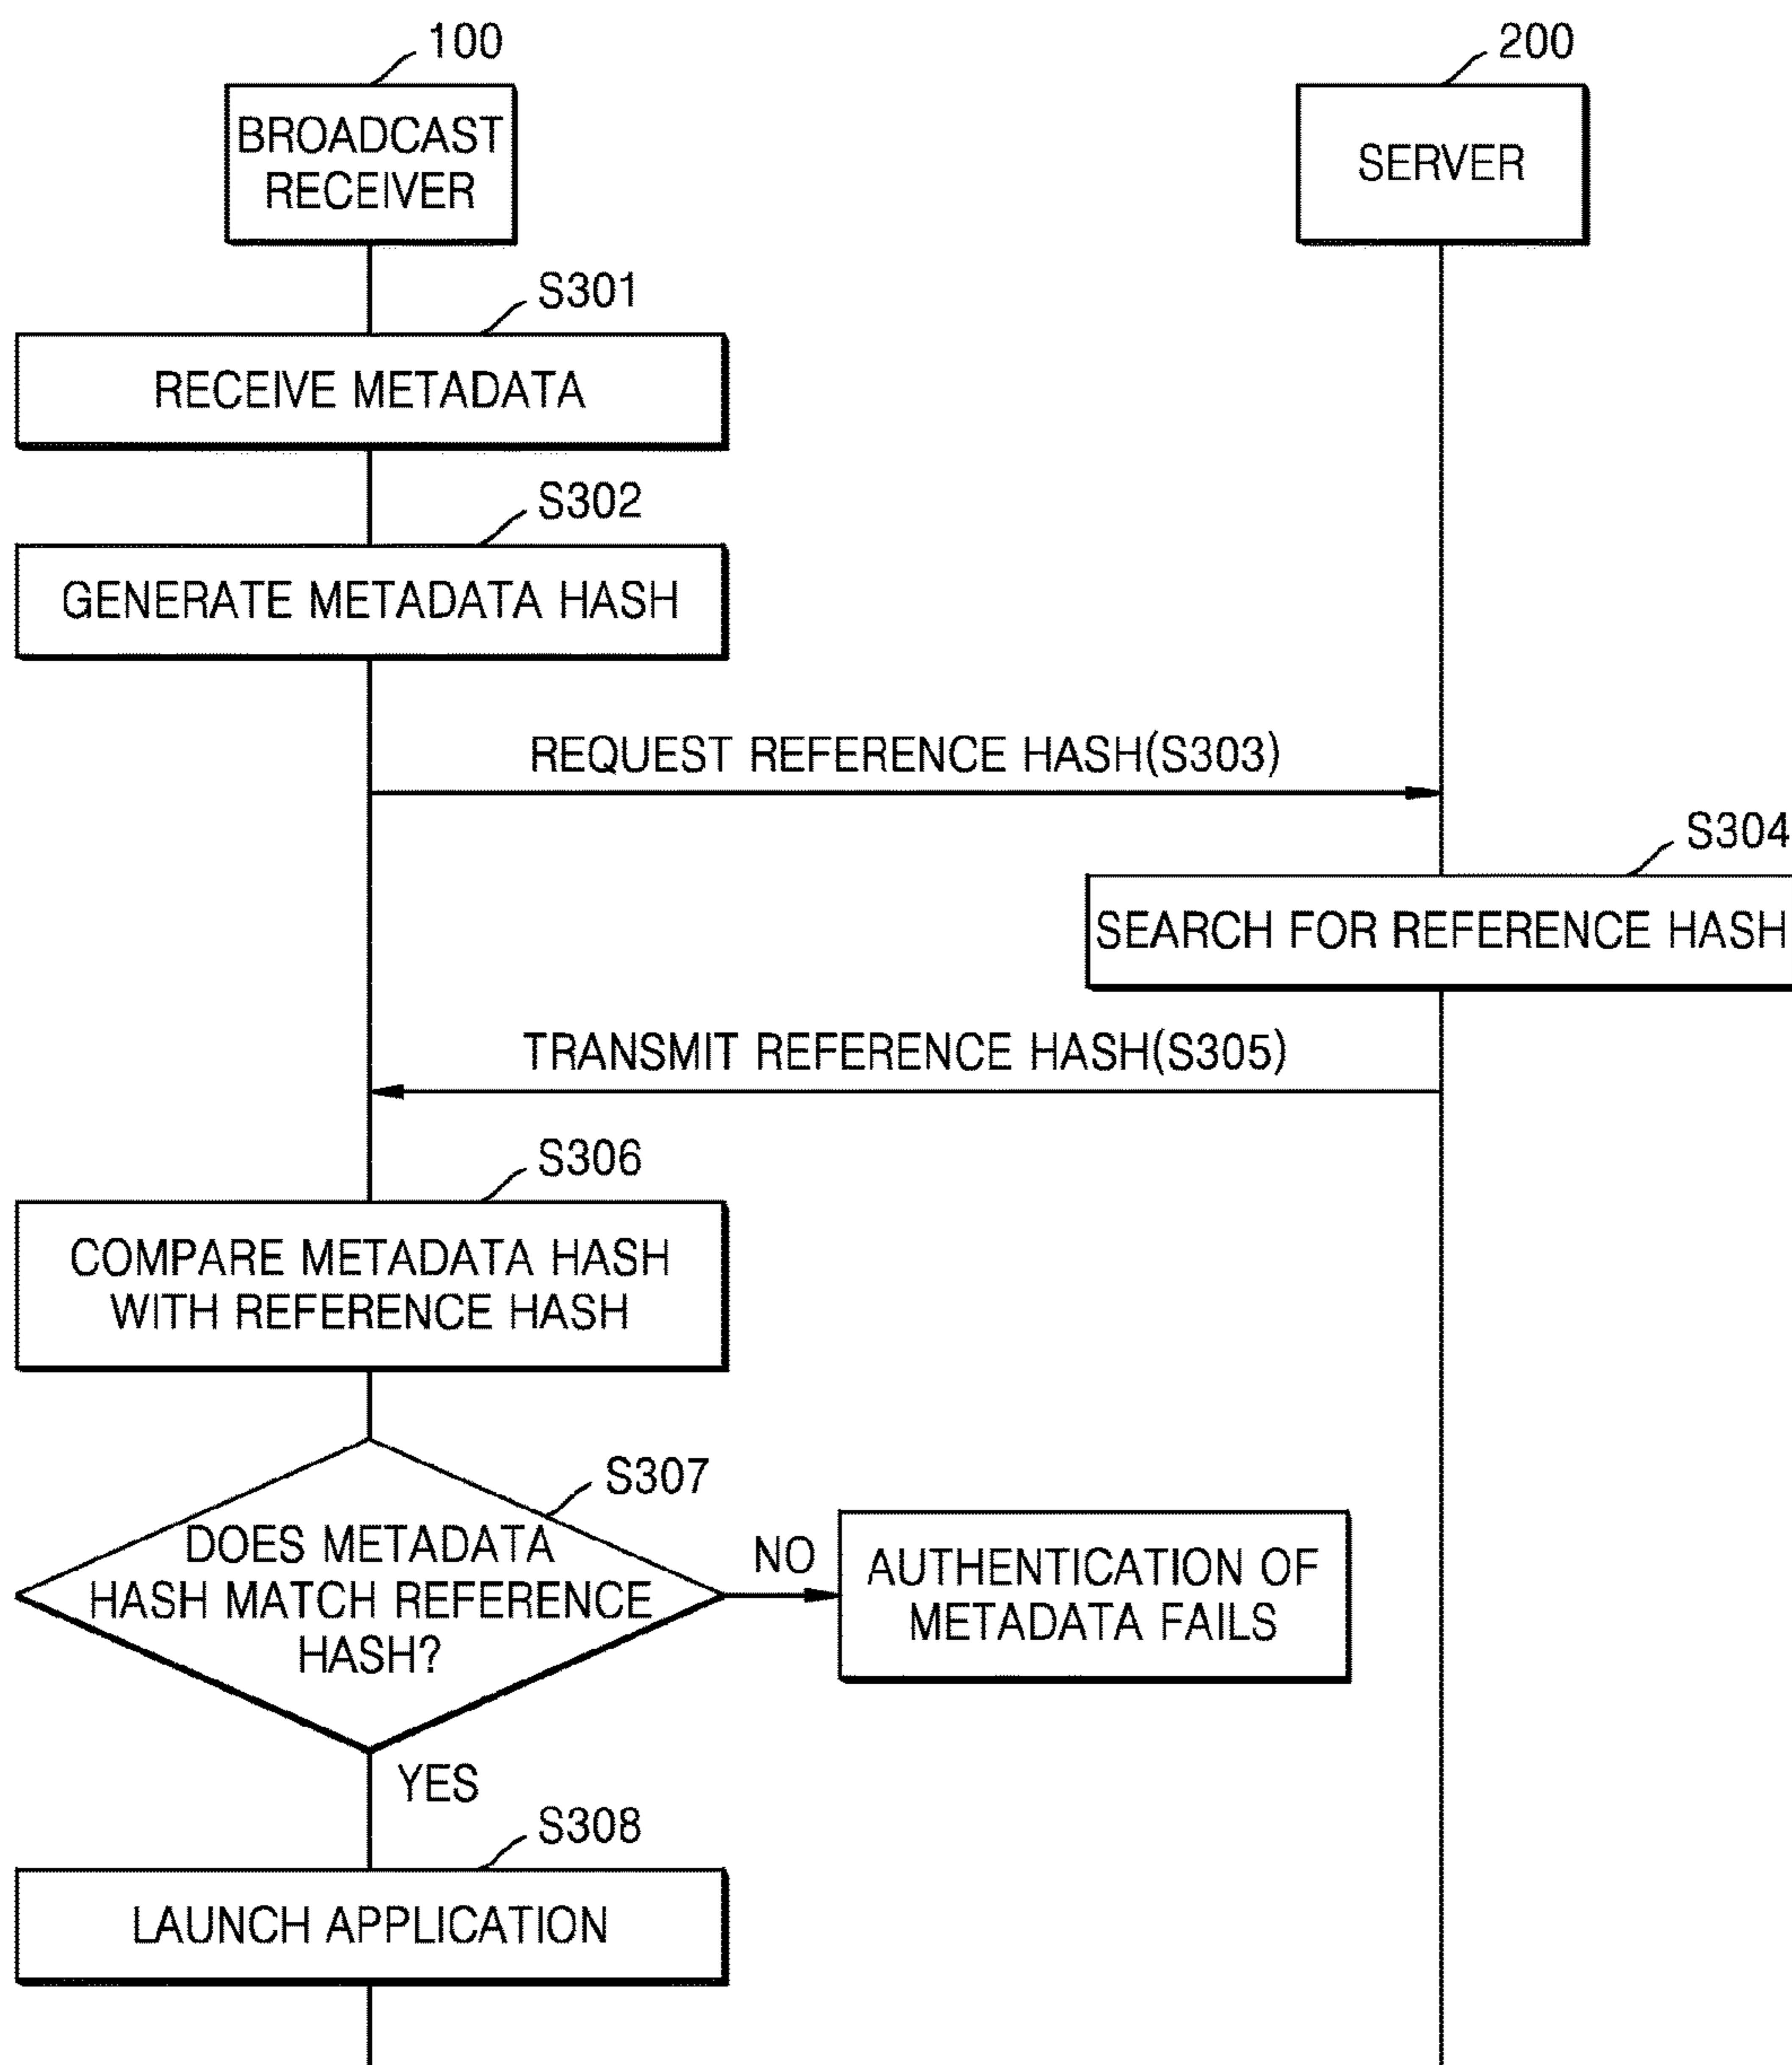 100
200
BROADCAST
RECEIVER
SERVER
S301
RECEIVE METADATA
S302
GENERATE METADATA HASH
REQUEST REFERENCE HASH(S303)
S304
SEARCH FOR REFERENCE HASH
TRANSMIT REFERENCE HASH(S305)
S306
COMPARE METADATA HASH
WITH REFERENCE HASH
S307
DOES METADATA
HASH MATCH REFERENCE
HASH?
NO
AUTHENTICATION OF
METADATA FAILS
YES
S308
LAUNCH APPLICATION